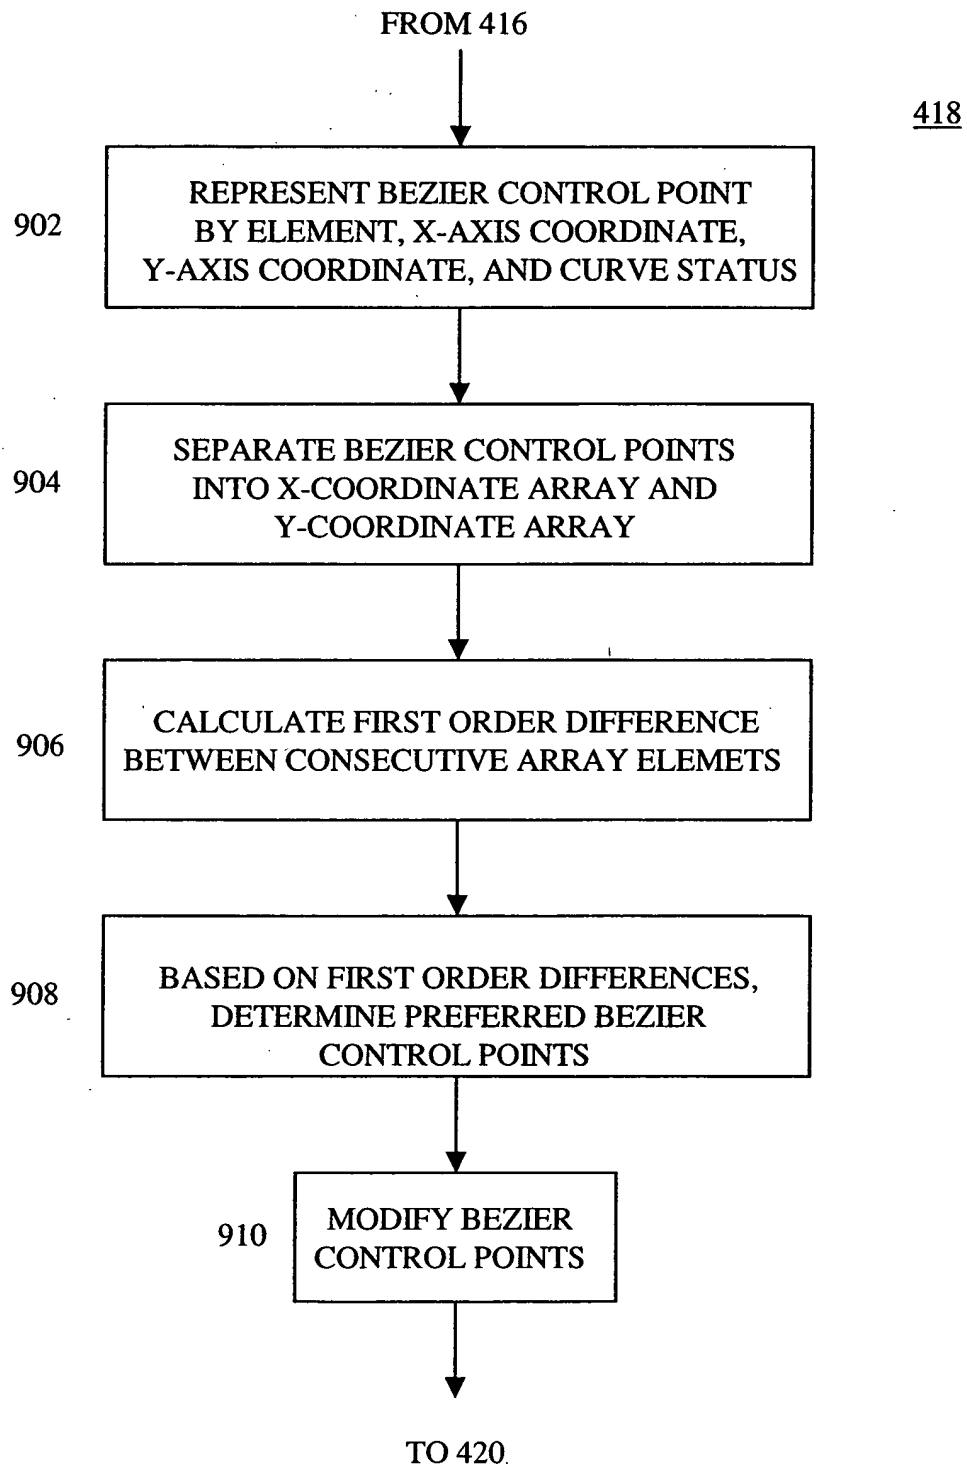 FROM 416
418
902
REPRESENT BEZIER CONTROL POINT
BY ELEMENT, X-AXIS COORDINATE,
Y-AXIS COORDINATE, AND CURVE STATUS
904
SEPARATE BEZIER CONTROL POINTS
INTO X-COORDINATE ARRAY AND
Y-COORDINATE ARRAY
906
CALCULATE FIRST ORDER DIFFERENCE
BETWEEN CONSECUTIVE ARRAY ELEMETS
908
BASED ON FIRST ORDER DIFFERENCES,
DETERMINE PREFERRED BEZIER
CONTROL POINTS
910
MODIFY BEZIER
CONTROL POINTS
TO 420